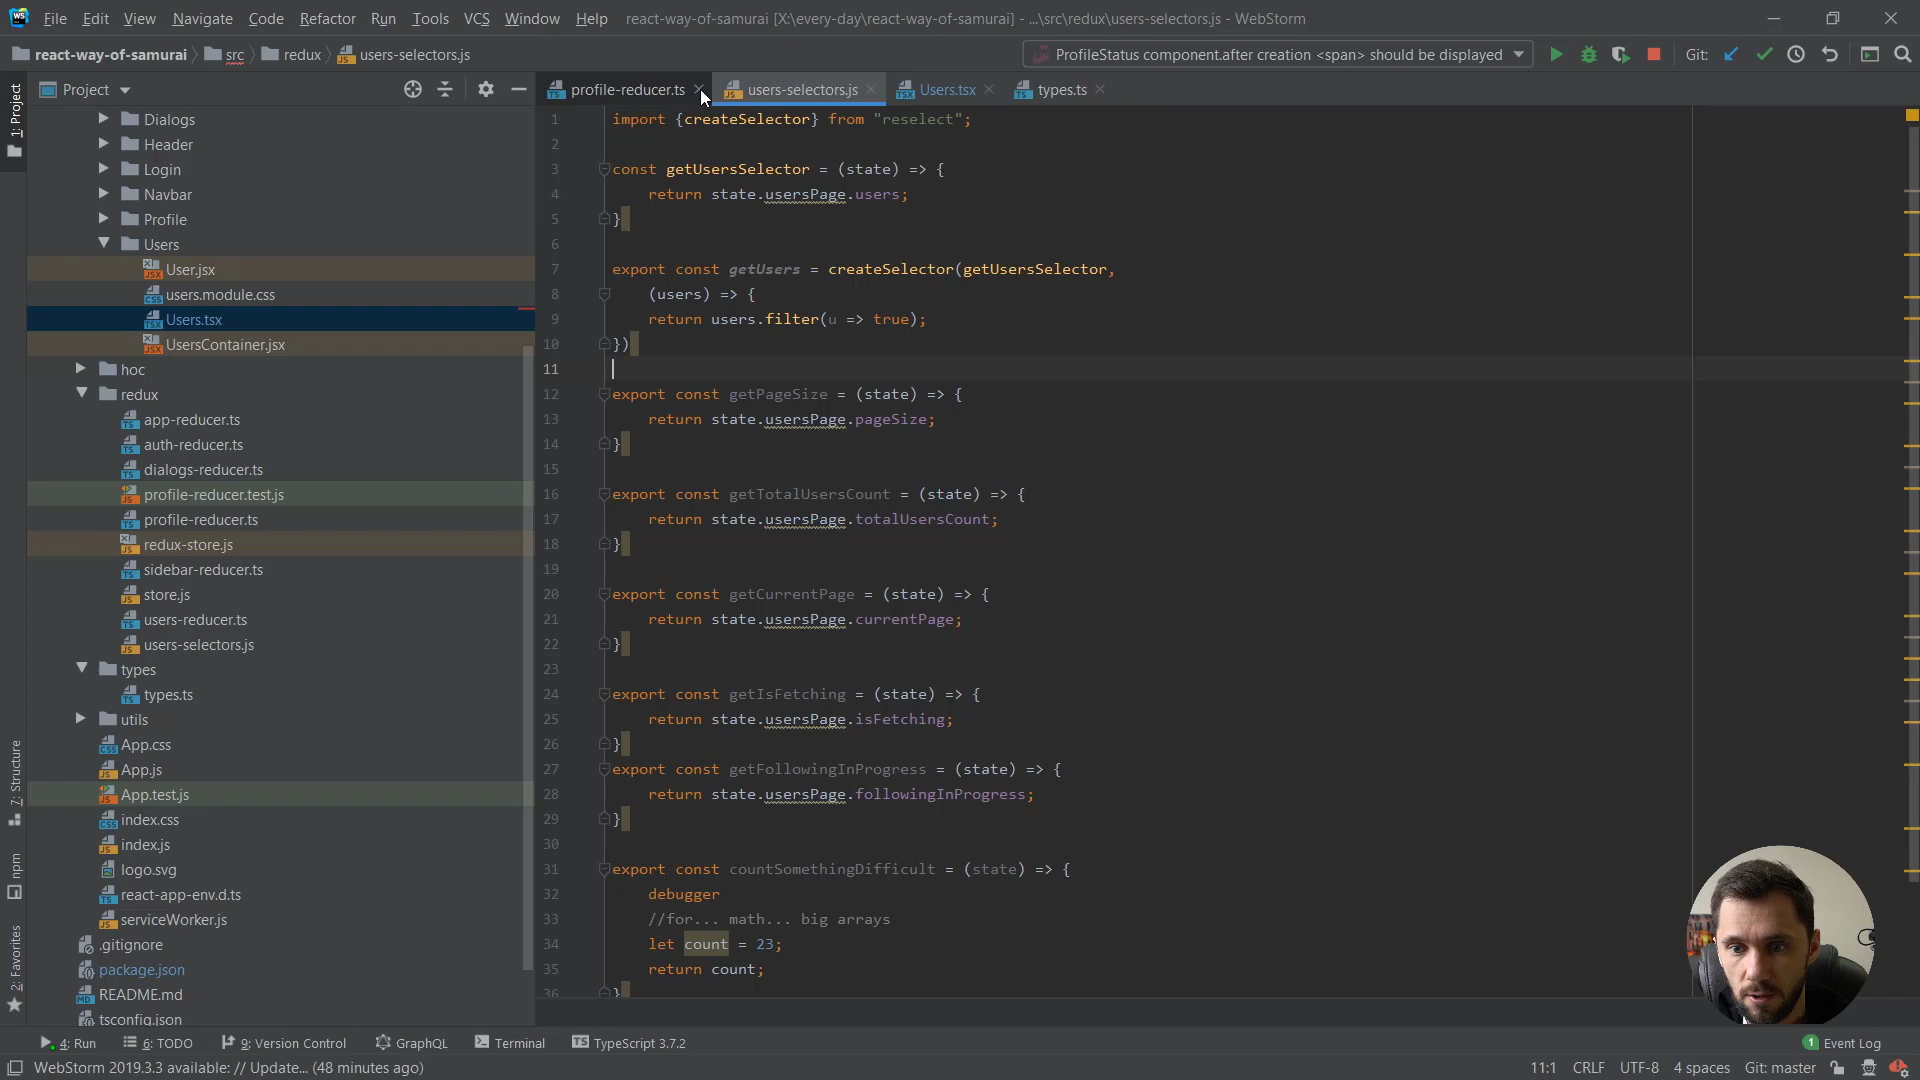 WS File Edit View Navigate Code Refactor Run Tools VCS Window Help react-way-of-samurai [X:\every-day\react-way-of-samurai] - ...\src\redux\users-selectors.js - WebStorm
react-way-of-samurai src redux users-selectors.js ProfileStatus component.after creation <span> should be displayed Git:
1: Project
Project
profile-reducer.ts users-selectors.js Users.tsx types.ts
Dialogs
Header
Login
Navbar
Profile
Users
User.jsx
users.module.css
Users.tsx
UsersContainer.jsx
hoc
redux
app-reducer.ts
auth-reducer.ts
dialogs-reducer.ts
profile-reducer.test.js
profile-reducer.ts
redux-store.js
sidebar-reducer.ts
store.js
users-reducer.ts
users-selectors.js
types
types.ts
utils
App.css
App.js
App.test.js
index.css
index.js
logo.svg
react-app-env.d.ts
serviceWorker.js
.gitignore
package.json
README.md
tsconfig.json
7: Structure
npm
2: Favorites
1 import {createSelector} from "reselect";
2
3 const getUsersSelector = (state) => {
4 return state.usersPage.users;
5 }
6
7 export const getUsers = createSelector(getUsersSelector,
8 (users) => {
9 return users.filter(u => true);
10 })
11
12 export const getPageSize = (state) => {
13 return state.usersPage.pageSize;
14 }
15
16 export const getTotalUsersCount = (state) => {
17 return state.usersPage.totalUsersCount;
18 }
19
20 export const getCurrentPage = (state) => {
21 return state.usersPage.currentPage;
22 }
23
24 export const getIsFetching = (state) => {
25 return state.usersPage.isFetching;
26 }
27 export const getFollowingInProgress = (state) => {
28 return state.usersPage.followingInProgress;
29 }
30
31 export const countSomethingDifficult = (state) => {
32 debugger
33 //for... math... big arrays
34 let count = 23;
35 return count;
36 }
4: Run 6: TODO 9: Version Control GraphQL Terminal TypeScript 3.7.2 1 Event Log
WebStorm 2019.3.3 available: // Update... (48 minutes ago) 11:1 CRLF UTF-8 4 spaces Git: master